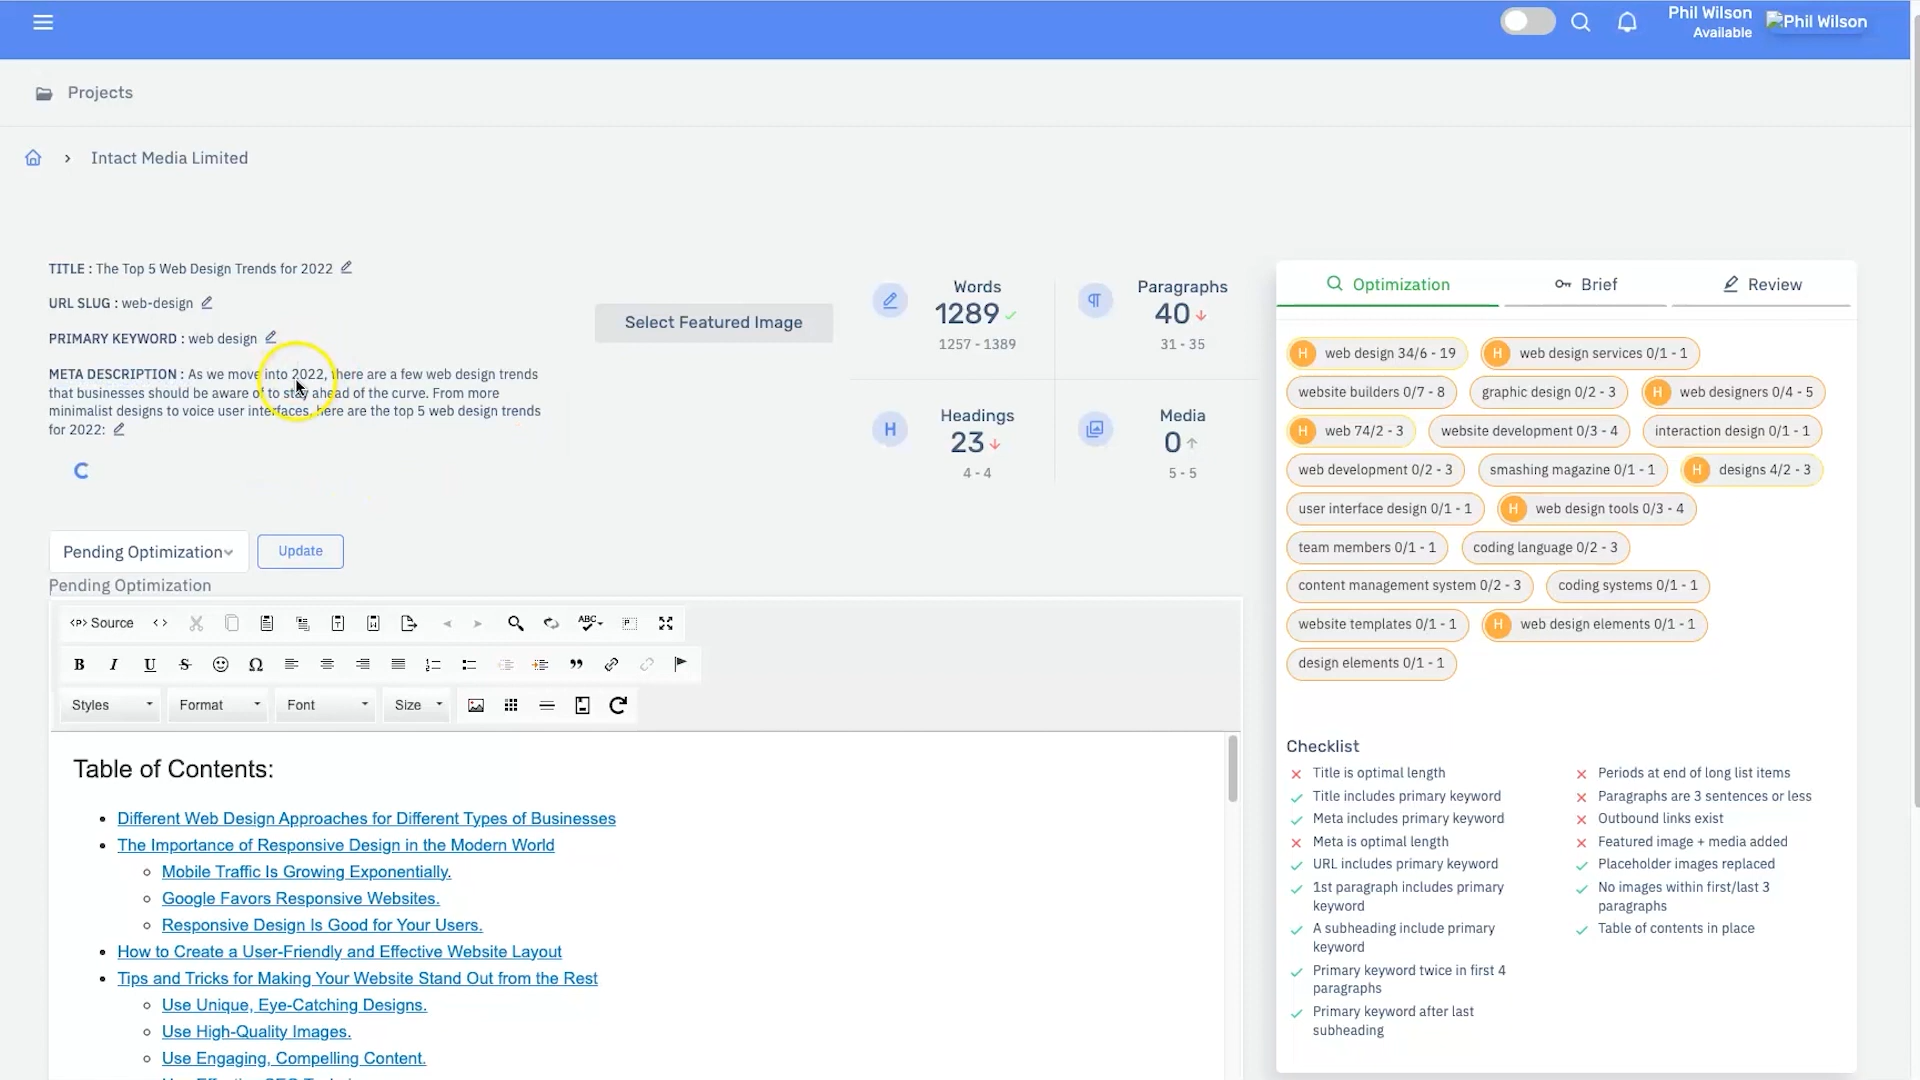 Phil Wilson
Available
Phil Wilson
Projects
Intact Media Limited
TITLE : The Top 5 Web Design Trends for 2022
URL SLUG : web-design
PRIMARY KEYWORD : web design
META DESCRIPTION : As we move into 2022, there are a few web design trends
that businesses should be aware of to stay ahead of the curve. From more
minimalist designs to voice user interfaces, here are the top 5 web design trends
for 2022:
Select Featured Image
Words
1289
1257 - 1389
Paragraphs
40
31 - 35
H
Headings
23
4 - 4
Media
0
5 - 5
Pending Optimization
Update
Pending Optimization
Source
ABC
B I U S
Styles Format Font Size
Table of Contents:
Different Web Design Approaches for Different Types of Businesses
The Importance of Responsive Design in the Modern World
Mobile Traffic Is Growing Exponentially.
Google Favors Responsive Websites.
Responsive Design Is Good for Your Users.
How to Create a User-Friendly and Effective Website Layout
Tips and Tricks for Making Your Website Stand Out from the Rest
Use Unique, Eye-Catching Designs.
Use High-Quality Images.
Use Engaging, Compelling Content.
Optimization Brief Review
H web design 34/6 - 19 H web design services 0/1 - 1
website builders 0/7 - 8 graphic design 0/2 - 3 H web designers 0/4 - 5
H web 74/2 - 3 website development 0/3 - 4 interaction design 0/1 - 1
web development 0/2 - 3 smashing magazine 0/1 - 1 H designs 4/2 - 3
user interface design 0/1 - 1 H web design tools 0/3 - 4
team members 0/1 - 1 coding language 0/2 - 3
content management system 0/2 - 3 coding systems 0/1 - 1
website templates 0/1 - 1 H web design elements 0/1 - 1
design elements 0/1 - 1
Checklist
Title is optimal length
Title includes primary keyword
Meta includes primary keyword
Meta is optimal length
URL includes primary keyword
1st paragraph includes primary
keyword
A subheading include primary
keyword
Primary keyword twice in first 4
paragraphs
Primary keyword after last
subheading
Periods at end of long list items
Paragraphs are 3 sentences or less
Outbound links exist
Featured image + media added
Placeholder images replaced
No images within first/last 3
paragraphs
Table of contents in place